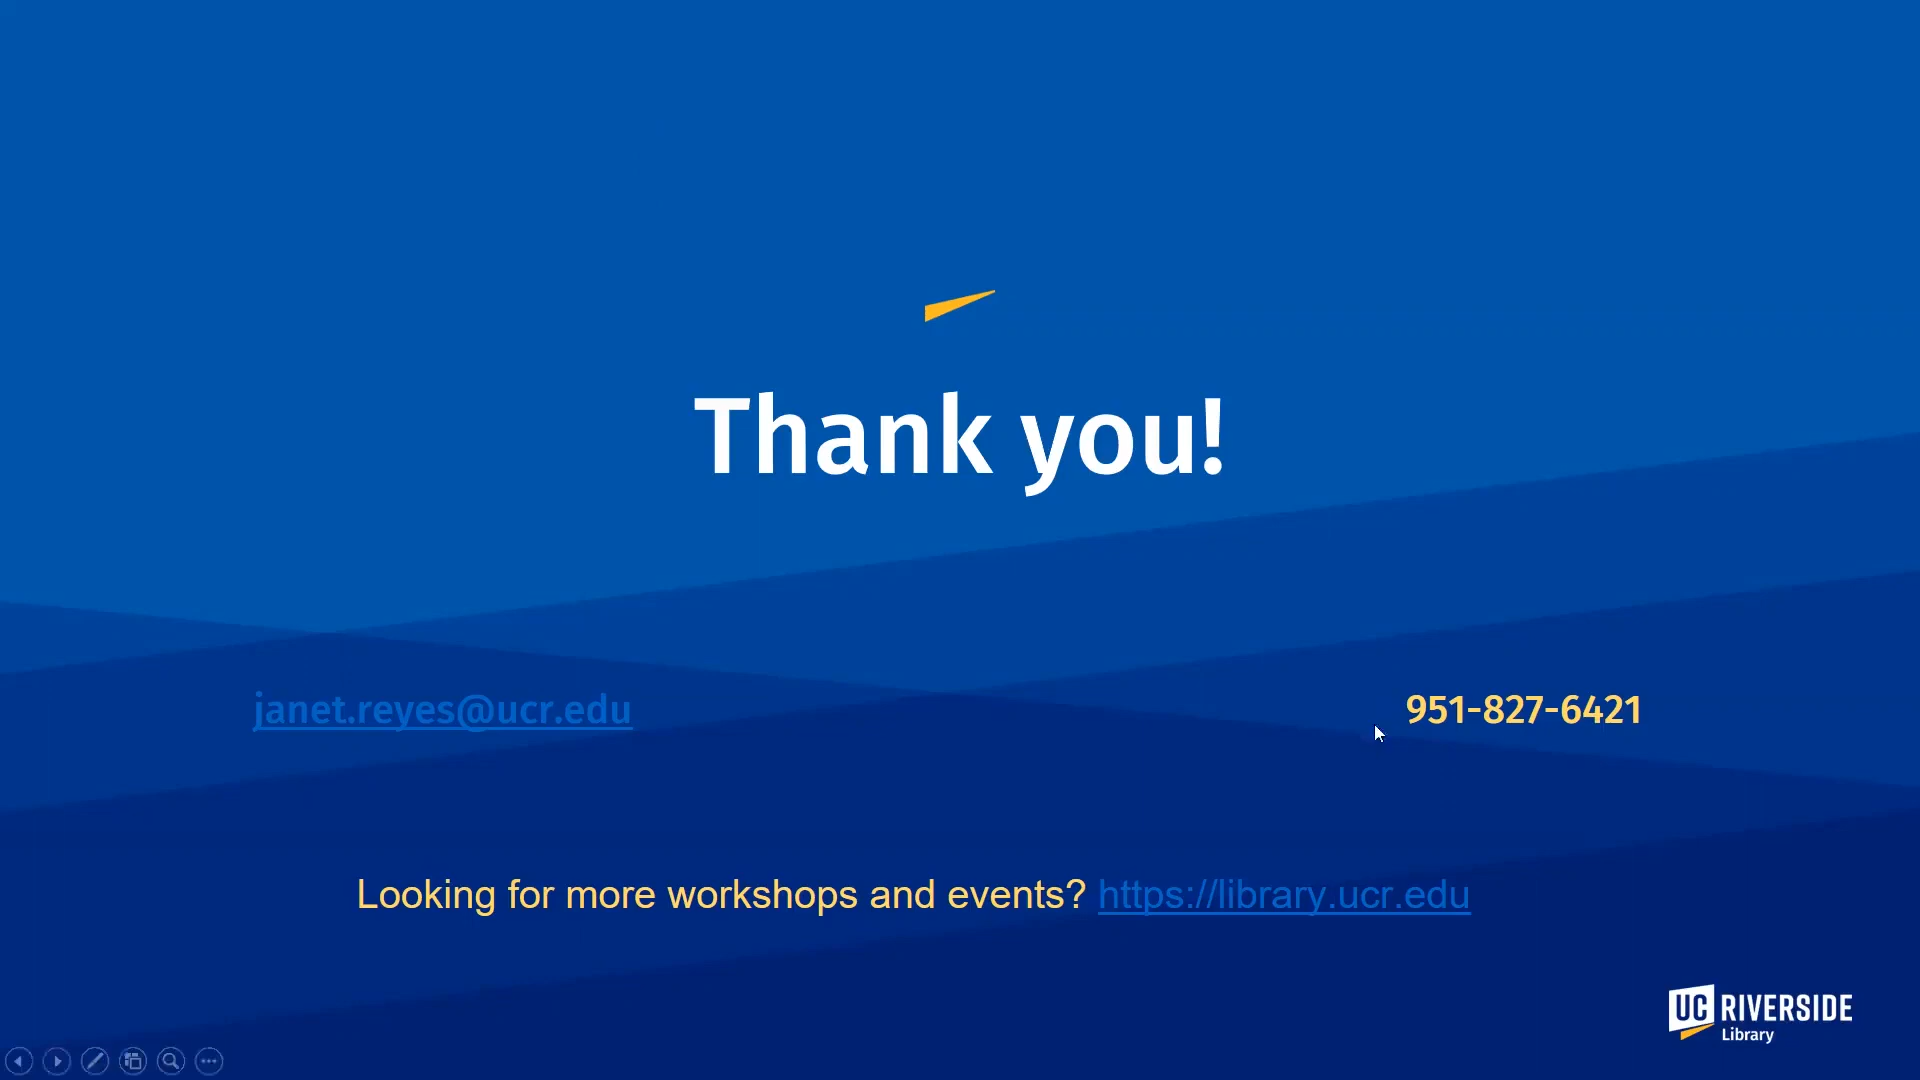 Thank you!
janet.reyes@ucr.edu
951-827-6421
Looking for more workshops and events? https://library.ucr.edu
UC RIVERSIDE
Library